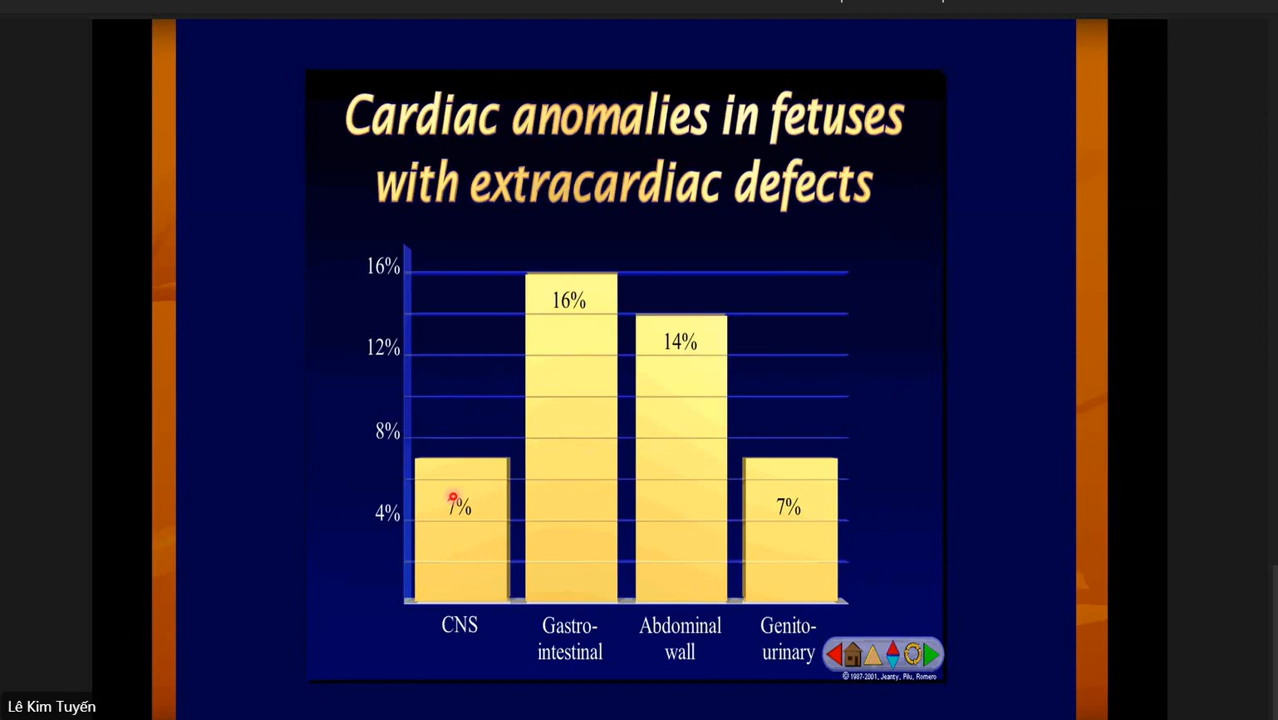 Cardiac anomalies in fetuses
with extracardiac defects
16%
12%
8%
4%
7%
16%
14%
7%
CNS
Gastro-
intestinal
Abdominal
wall
Genito-
urinary
© 1987-2001, Jeanty, Pilu, Romero
Lê Kim Tuyến